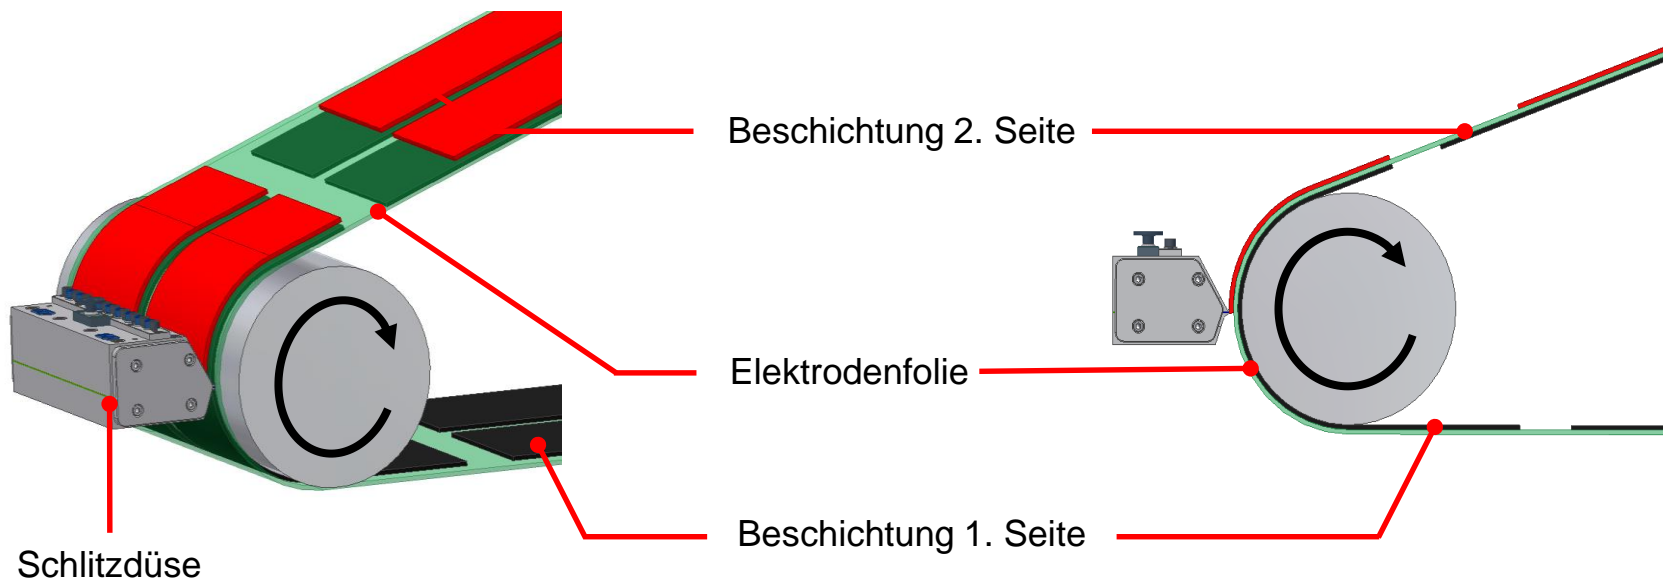 Beschichtung 2. Seite
Elektrodenfolie
Beschichtung 1. Seite
Schlitzdüse